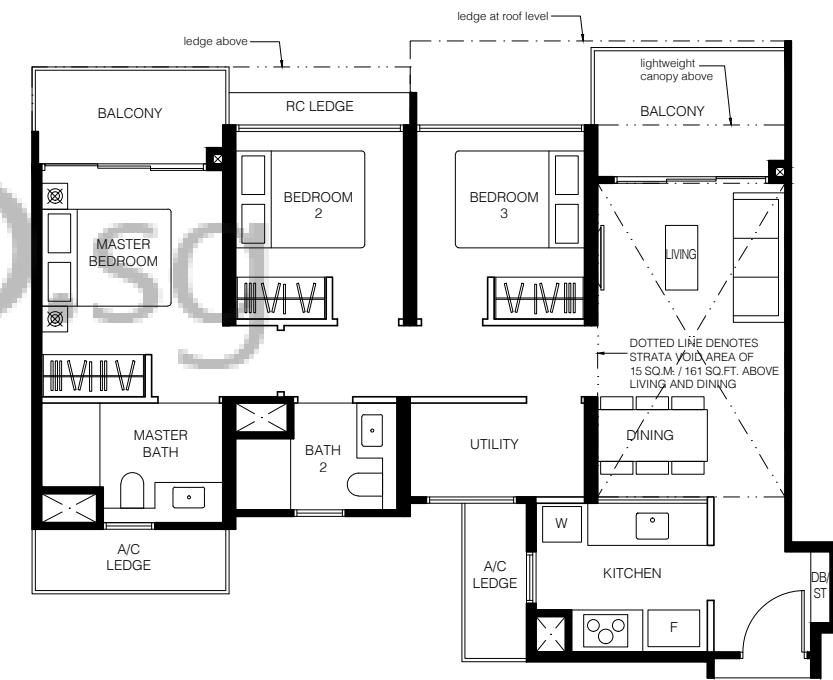 ledge at roof level
ledge above
lightweight
canopy above
BALCONY
RC LEDGE
BALCONY
BEDROOM
2
BEDROOM
3
MASTER
BEDROOM
LIVING
DOTTED LINE DENOTES
STRATA VOID AREA OF
15 SQ.M. / 161 SQ.FT. ABOVE
LIVING AND DINING
MASTER
BATH
BATH
2
UTILITY
DINING
W
A/C
LEDGE
A/C
LEDGE
KITCHEN
DB/
ST
F
.sg